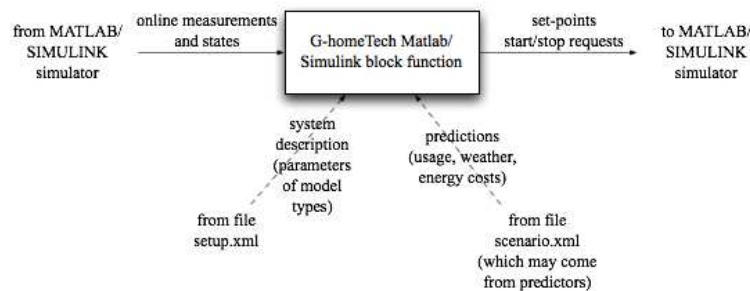 from MATLAB/
SIMULINK
simulator
online measurements
and states
G-homeTech Matlab/
Simulink block function
set-points
start/stop requests
to MATLAB/
SIMULINK
simulator
system
description
(parameters
of model
types)
predictions
(usage, weather,
energy costs)
from file
setup.xml
from file
scenario.xml
(which may come
from predictors)